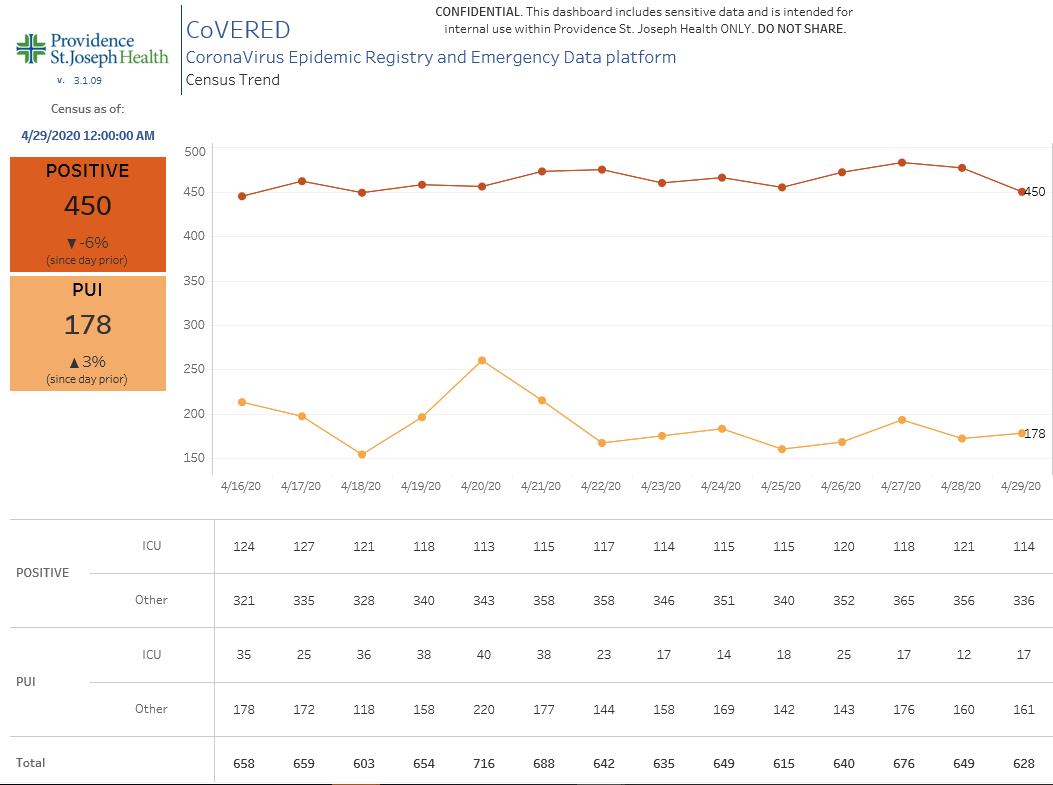 Providence
St.Joseph Health
v. 3.1.09
CoVERED
CoronaVirus Epidemic Registry and Emergency Data platform
Census Trend
CONFIDENTIAL. This dashboard includes sensitive data and is intended for
internal use within Providence St. Joseph Health ONLY. DO NOT SHARE.
Census as of:
4/29/2020 12:00:00 AM
POSITIVE
450
▼-6%
(since day prior)
PUI
178
▲3%
(since day prior)
500
450
400
350
300
250
200
150
450
178
4/16/20 4/17/20 4/18/20 4/19/20 4/20/20 4/21/20 4/22/20 4/23/20 4/24/20 4/25/20 4/26/20 4/27/20 4/28/20 4/29/20
POSITIVE
ICU 124 127 121 118 113 115 117 114 115 115 120 118 121 114
Other 321 335 328 340 343 358 358 346 351 340 352 365 356 336
PUI
ICU 35 25 36 38 40 38 23 17 14 18 25 17 12 17
Other 178 172 118 158 220 177 144 158 169 142 143 176 160 161
Total 658 659 603 654 716 688 642 635 649 615 640 676 649 628